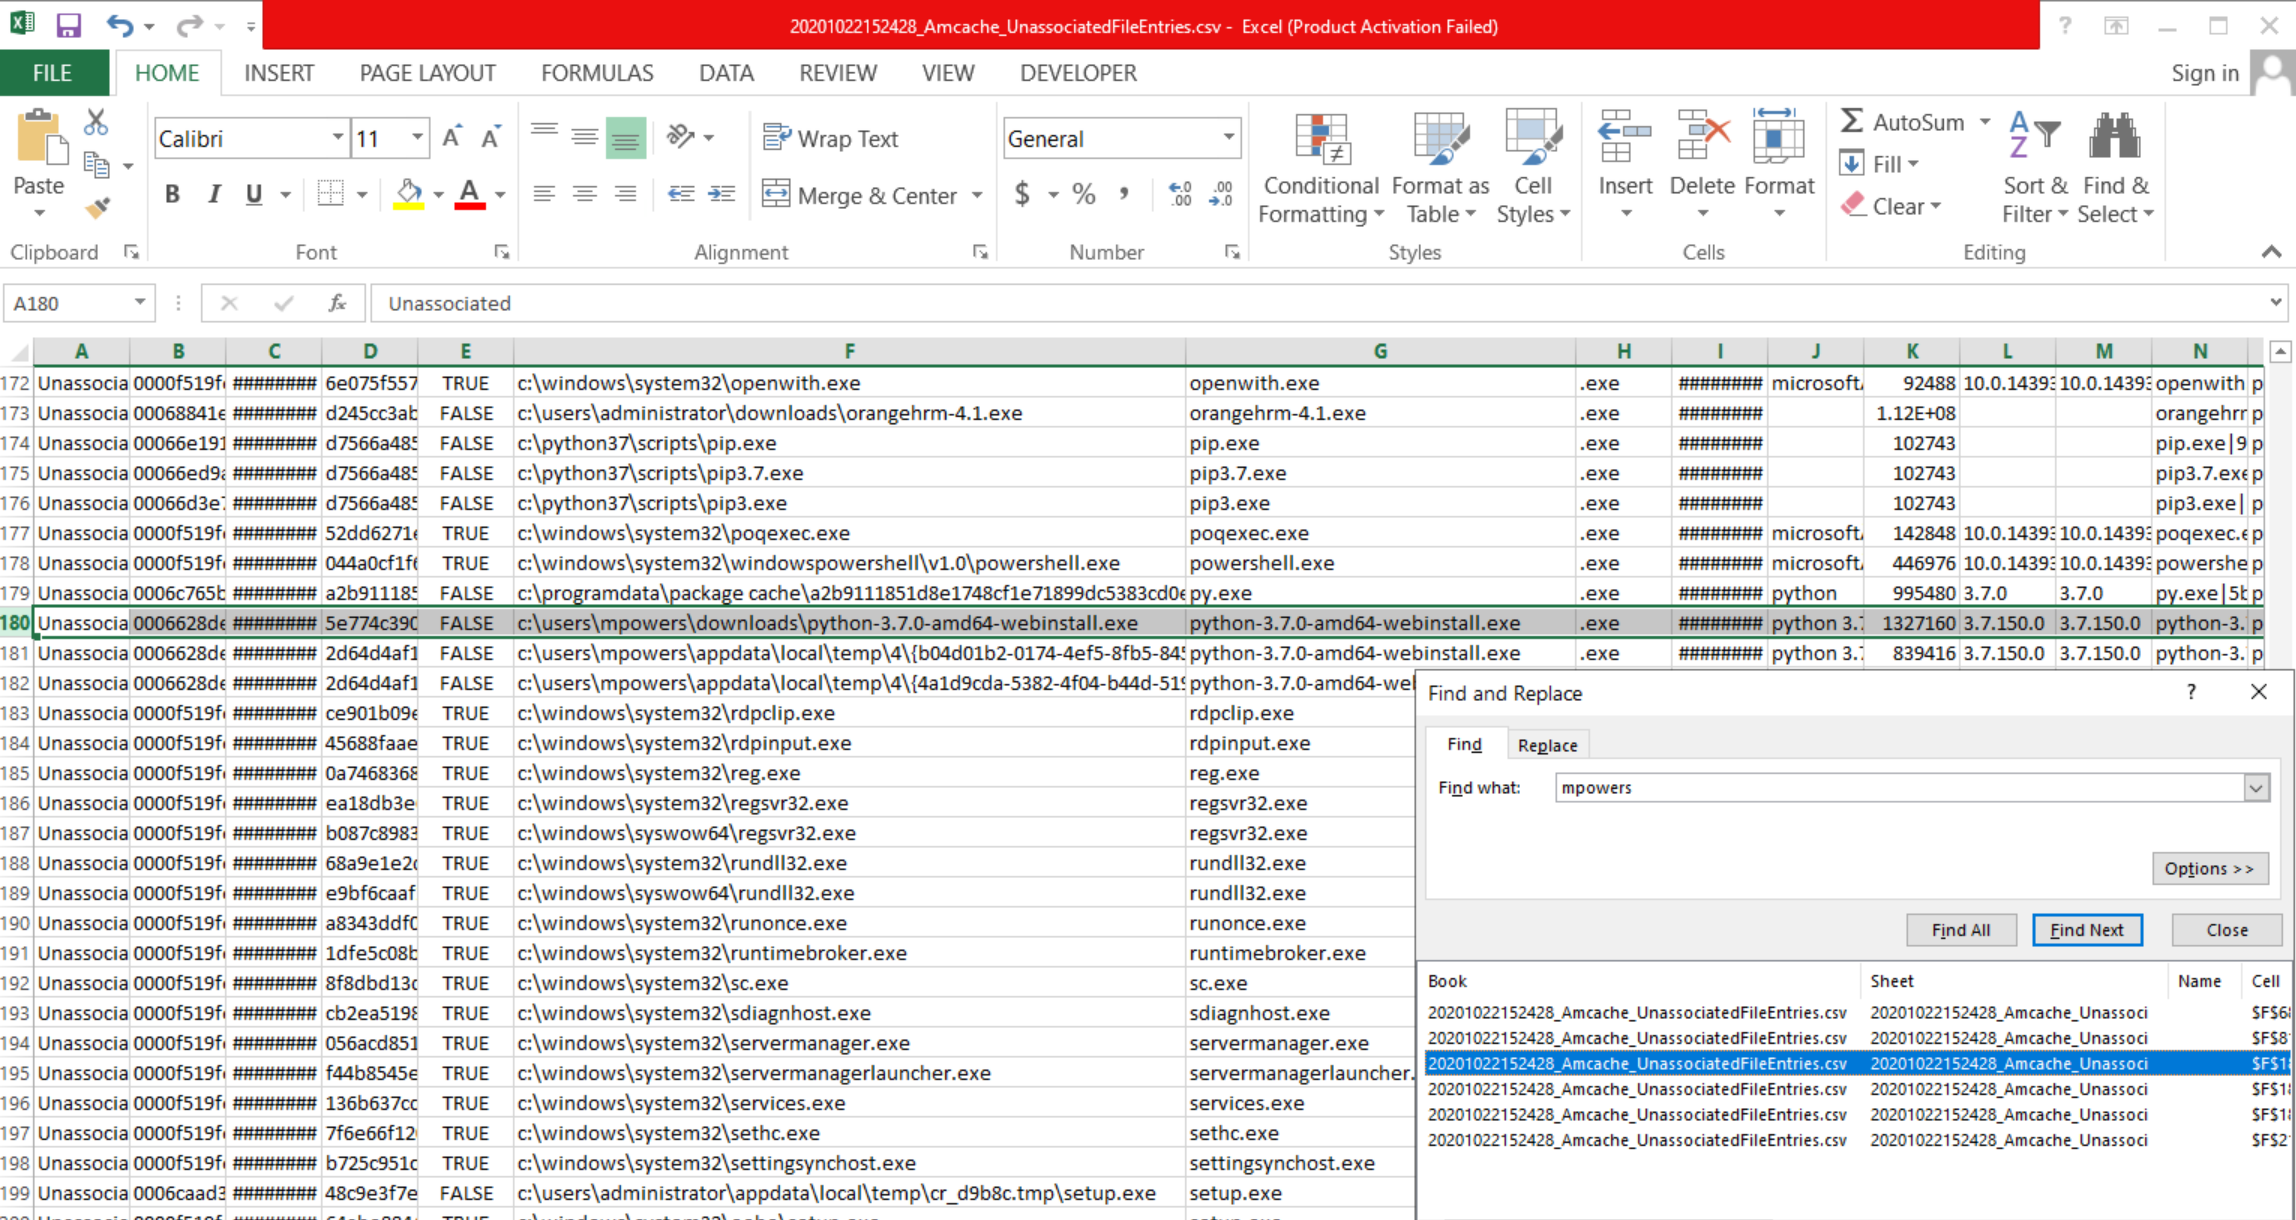 20201022152428_Amcache_UnassociatedFileEntries.csv - Excel (Product Activation Failed)
FILE HOME INSERT PAGE LAYOUT FORMULAS DATA REVIEW VIEW DEVELOPER Sign in
Paste Calibri 11 Wrap Text General Conditional Formatting Format as Table Cell Styles Insert Delete Format AutoSum Fill Clear Sort & Filter Find & Select
B I U A Merge & Center $ % ,
Clipboard Font Alignment Number Styles Cells Editing
A180 fx Unassociated
A B C D E F G H I J K L M N
172 Unassocia 0000f519f ######## 6e075f557 TRUE c:\windows\system32\openwith.exe openwith.exe .exe ######## microsoft 92488 10.0.1439 10.0.1439 openwith p
173 Unassocia 00068841e ######## d245cc3ab FALSE c:\users\administrator\downloads\orangehrm-4.1.exe orangehrm-4.1.exe .exe ######## 1.12E+08 orangehr p
174 Unassocia 00066e191 ######## d7566a485 FALSE c:\python37\scripts\pip.exe pip.exe .exe ######## 102743 pip.exe|9 p
175 Unassocia 00066ed9a ######## d7566a485 FALSE c:\python37\scripts\pip3.7.exe pip3.7.exe .exe ######## 102743 pip3.7.exe p
176 Unassocia 00066d3e ######## d7566a485 FALSE c:\python37\scripts\pip3.exe pip3.exe .exe ######## 102743 pip3.exe| p
177 Unassocia 0000f519f ######## 52dd6271 TRUE c:\windows\system32\poqexec.exe poqexec.exe .exe ######## microsoft 142848 10.0.1439 10.0.1439 poqexec.e p
178 Unassocia 0000f519f ######## 044a0cf1f TRUE c:\windows\system32\windowspowershell\v1.0\powershell.exe powershell.exe .exe ######## microsoft 446976 10.0.1439 10.0.1439 powershe p
179 Unassocia 0006c765b ######## a2b911185 FALSE c:\programdata\package cache\a2b9111851d8e1748cf1e71899dc5383cd0e py.exe .exe ######## python 995480 3.7.0 3.7.0 py.exe|5b p
180 Unassocia 0006628de ######## 5e774c390 FALSE c:\users\mpowers\downloads\python-3.7.0-amd64-webinstall.exe python-3.7.0-amd64-webinstall.exe .exe ######## python 3. 1327160 3.7.150.0 3.7.150.0 python-3. p
181 Unassocia 0006628de ######## 2d64d4af1 FALSE c:\users\mpowers\appdata\local\temp\4\{b04d01b2-0174-4ef5-8fb5-845 python-3.7.0-amd64-webinstall.exe .exe ######## python 3. 839416 3.7.150.0 3.7.150.0 python-3. p
182 Unassocia 0006628de ######## 2d64d4af1 FALSE c:\users\mpowers\appdata\local\temp\4\{4a1d9cda-5382-4f04-b44d-519 python-3.7.0-amd64-we
183 Unassocia 0000f519f ######## ce901b09e TRUE c:\windows\system32\rdpclip.exe rdpclip.exe
184 Unassocia 0000f519f ######## 45688faae TRUE c:\windows\system32\rdpinput.exe rdpinput.exe
185 Unassocia 0000f519f ######## 0a7468368 TRUE c:\windows\system32\reg.exe reg.exe
186 Unassocia 0000f519f ######## ea18db3e TRUE c:\windows\system32\regsvr32.exe regsvr32.exe
187 Unassocia 0000f519f ######## b087c8983 TRUE c:\windows\syswow64\regsvr32.exe regsvr32.exe
188 Unassocia 0000f519f ######## 68a9e1e2 TRUE c:\windows\system32\rundll32.exe rundll32.exe
189 Unassocia 0000f519f ######## e9bf6caaf TRUE c:\windows\syswow64\rundll32.exe rundll32.exe
190 Unassocia 0000f519f ######## a8343ddf0 TRUE c:\windows\system32\runonce.exe runonce.exe
191 Unassocia 0000f519f ######## 1dfe5c08b TRUE c:\windows\system32\runtimebroker.exe runtimebroker.exe
192 Unassocia 0000f519f ######## 8f8dbd13 TRUE c:\windows\system32\sc.exe sc.exe
193 Unassocia 0000f519f ######## cb2ea5198 TRUE c:\windows\system32\sdiagnhost.exe sdiagnhost.exe
194 Unassocia 0000f519f ######## 056acd851 TRUE c:\windows\system32\servermanager.exe servermanager.exe
195 Unassocia 0000f519f ######## f44b8545e TRUE c:\windows\system32\servermanagerlauncher.exe servermanagerlauncher.
196 Unassocia 0000f519f ######## 136b637cc TRUE c:\windows\system32\services.exe services.exe
197 Unassocia 0000f519f ######## 7f6e66f12 TRUE c:\windows\system32\sethc.exe sethc.exe
198 Unassocia 0000f519f ######## b725c951c TRUE c:\windows\system32\settingsynchost.exe settingsynchost.exe
199 Unassocia 0006caad3 ######## 48c9e3f7e FALSE c:\users\administrator\appdata\local\temp\cr_d9b8c.tmp\setup.exe setup.exe
Find and Replace ?
Find Replace
Find what: mpowers
Options >>
Find All Find Next Close
Book Sheet Name Cell
20201022152428_Amcache_UnassociatedFileEntries.csv 20201022152428_Amcache_Unassoci $F$6
20201022152428_Amcache_UnassociatedFileEntries.csv 20201022152428_Amcache_Unassoci $F$8
20201022152428_Amcache_UnassociatedFileEntries.csv 20201022152428_Amcache_Unassoci $F$1
20201022152428_Amcache_UnassociatedFileEntries.csv 20201022152428_Amcache_Unassoci $F$1
20201022152428_Amcache_UnassociatedFileEntries.csv 20201022152428_Amcache_Unassoci $F$1
20201022152428_Amcache_UnassociatedFileEntries.csv 20201022152428_Amcache_Unassoci $F$2